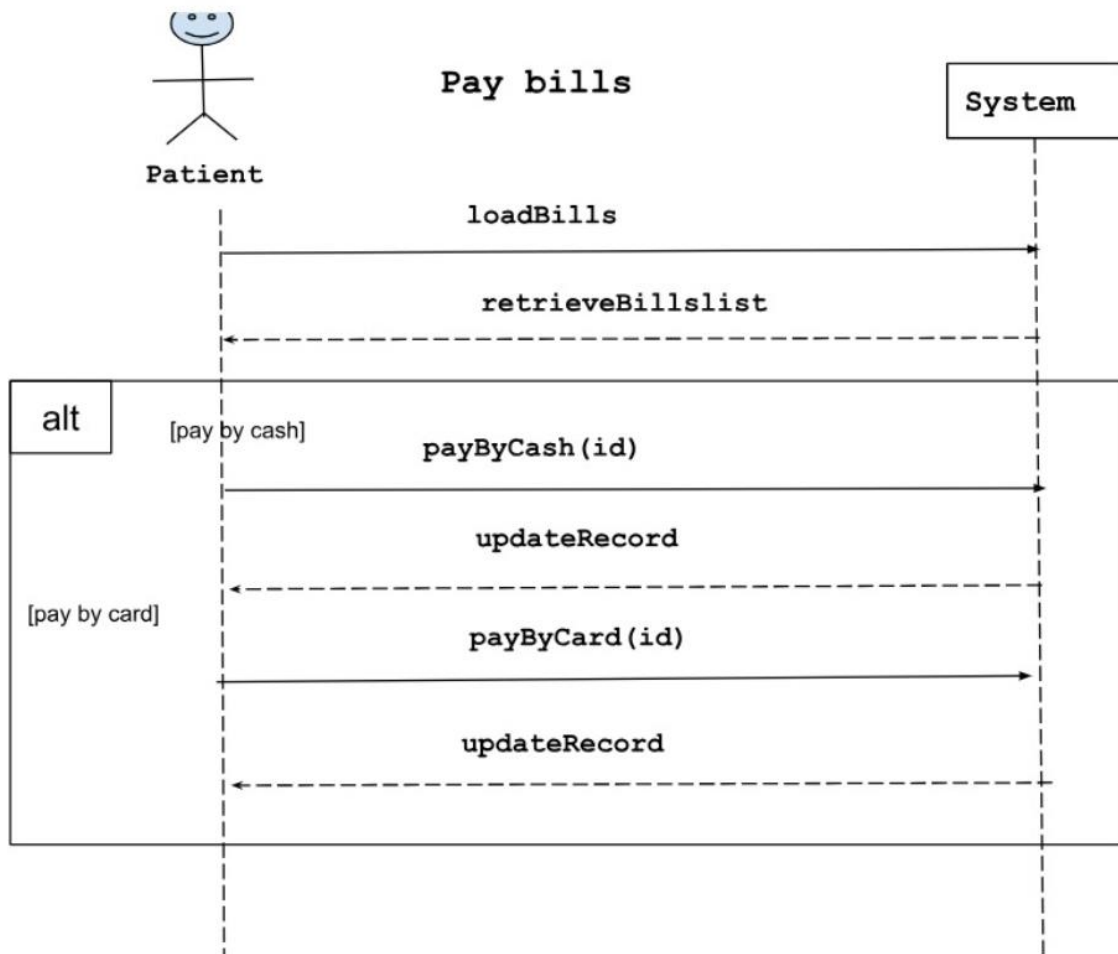 Pay bills
System
Patient
loadBills
retrieveBillslist
alt
[pay by cash]
payByCash(id)
updateRecord
[pay by card]
payByCard(id)
updateRecord